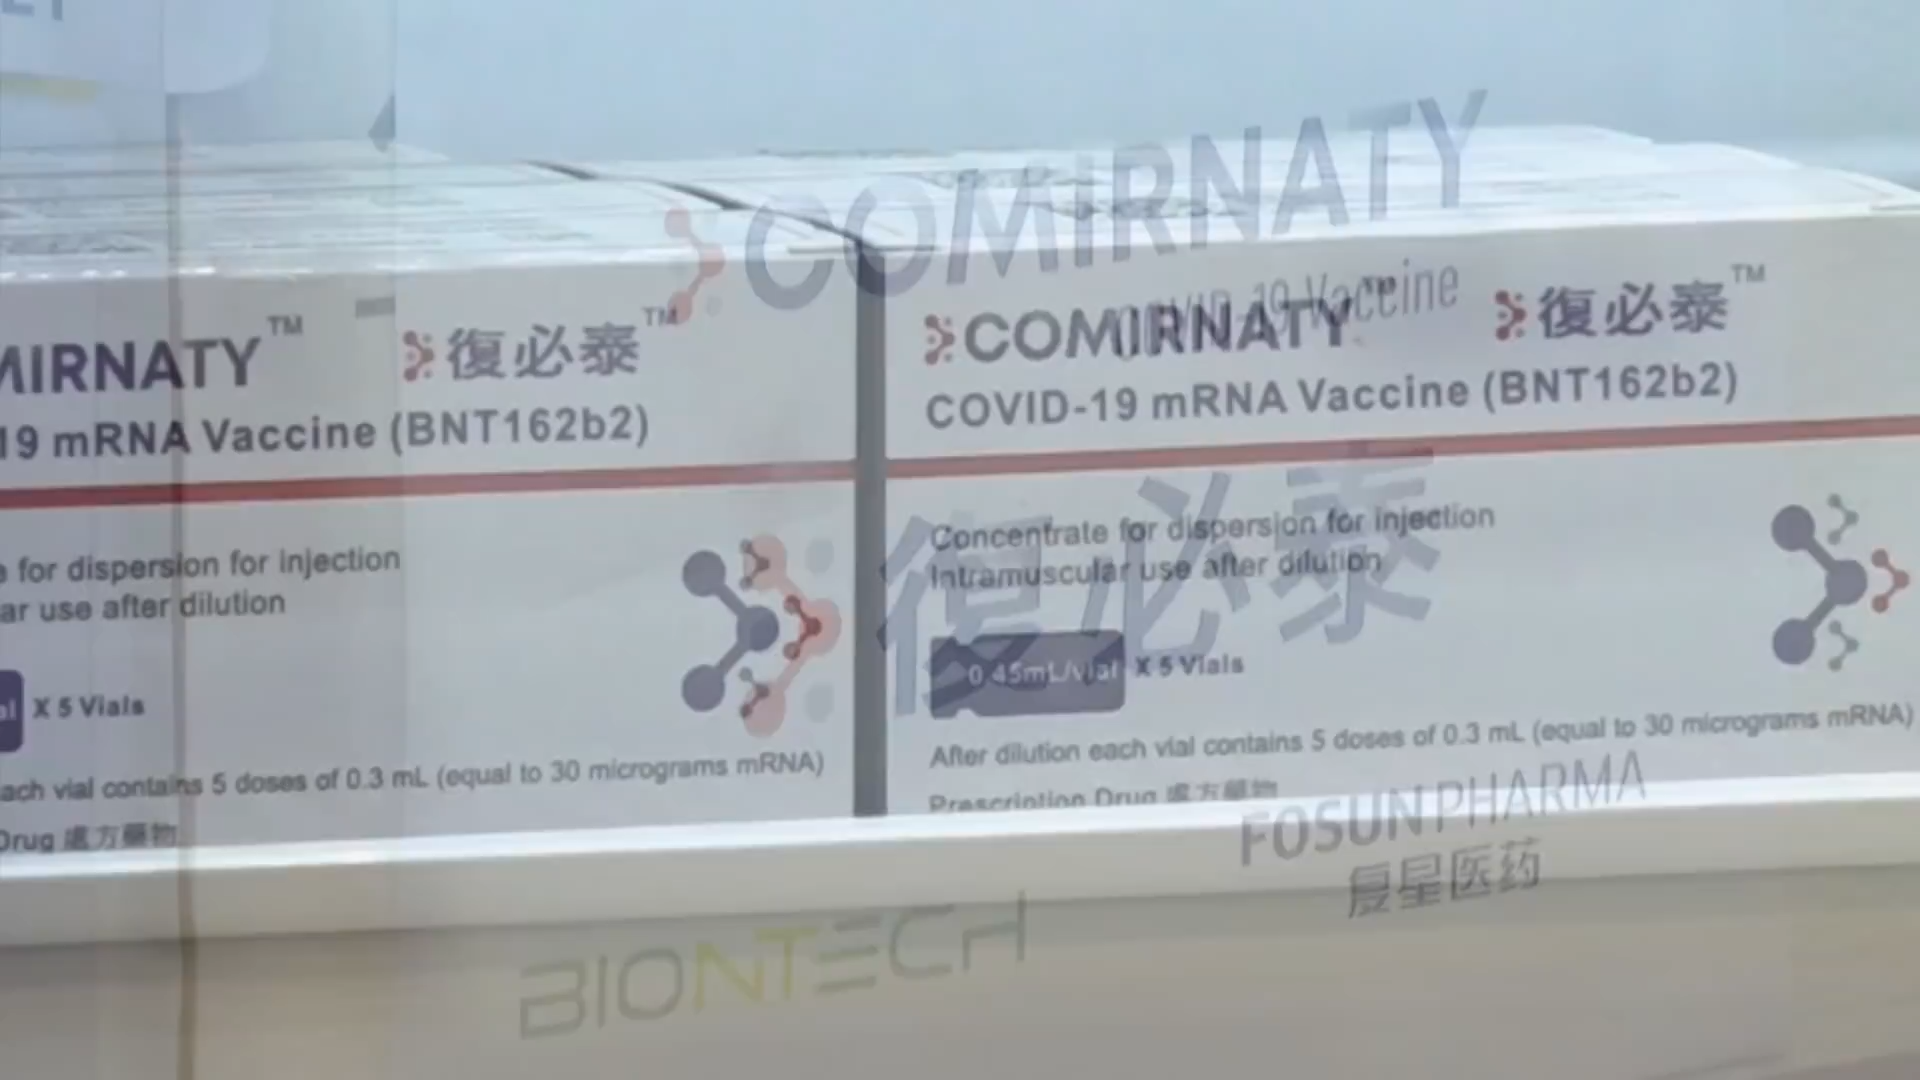 COMIRNATY
COVID-19 Vaccine
復必泰
FOSUN PHARMA
复星医药
BIONTECH
MIRNATY™ 復必泰™
19 mRNA Vaccine (BNT162b2)
for dispersion for injection
ar use after dilution
X 5 Vials
ach vial contains 5 doses of 0.3 mL (equal to 30 micrograms mRNA)
Drug 處方藥物
COMIRNATY™ 復必泰™
COVID-19 mRNA Vaccine (BNT162b2)
Concentrate for dispersion for injection
Intramuscular use after dilution
0.45mL/vial X 5 Vials
After dilution each vial contains 5 doses of 0.3 mL (equal to 30 micrograms mRNA)
Prescription Drug 處方藥物